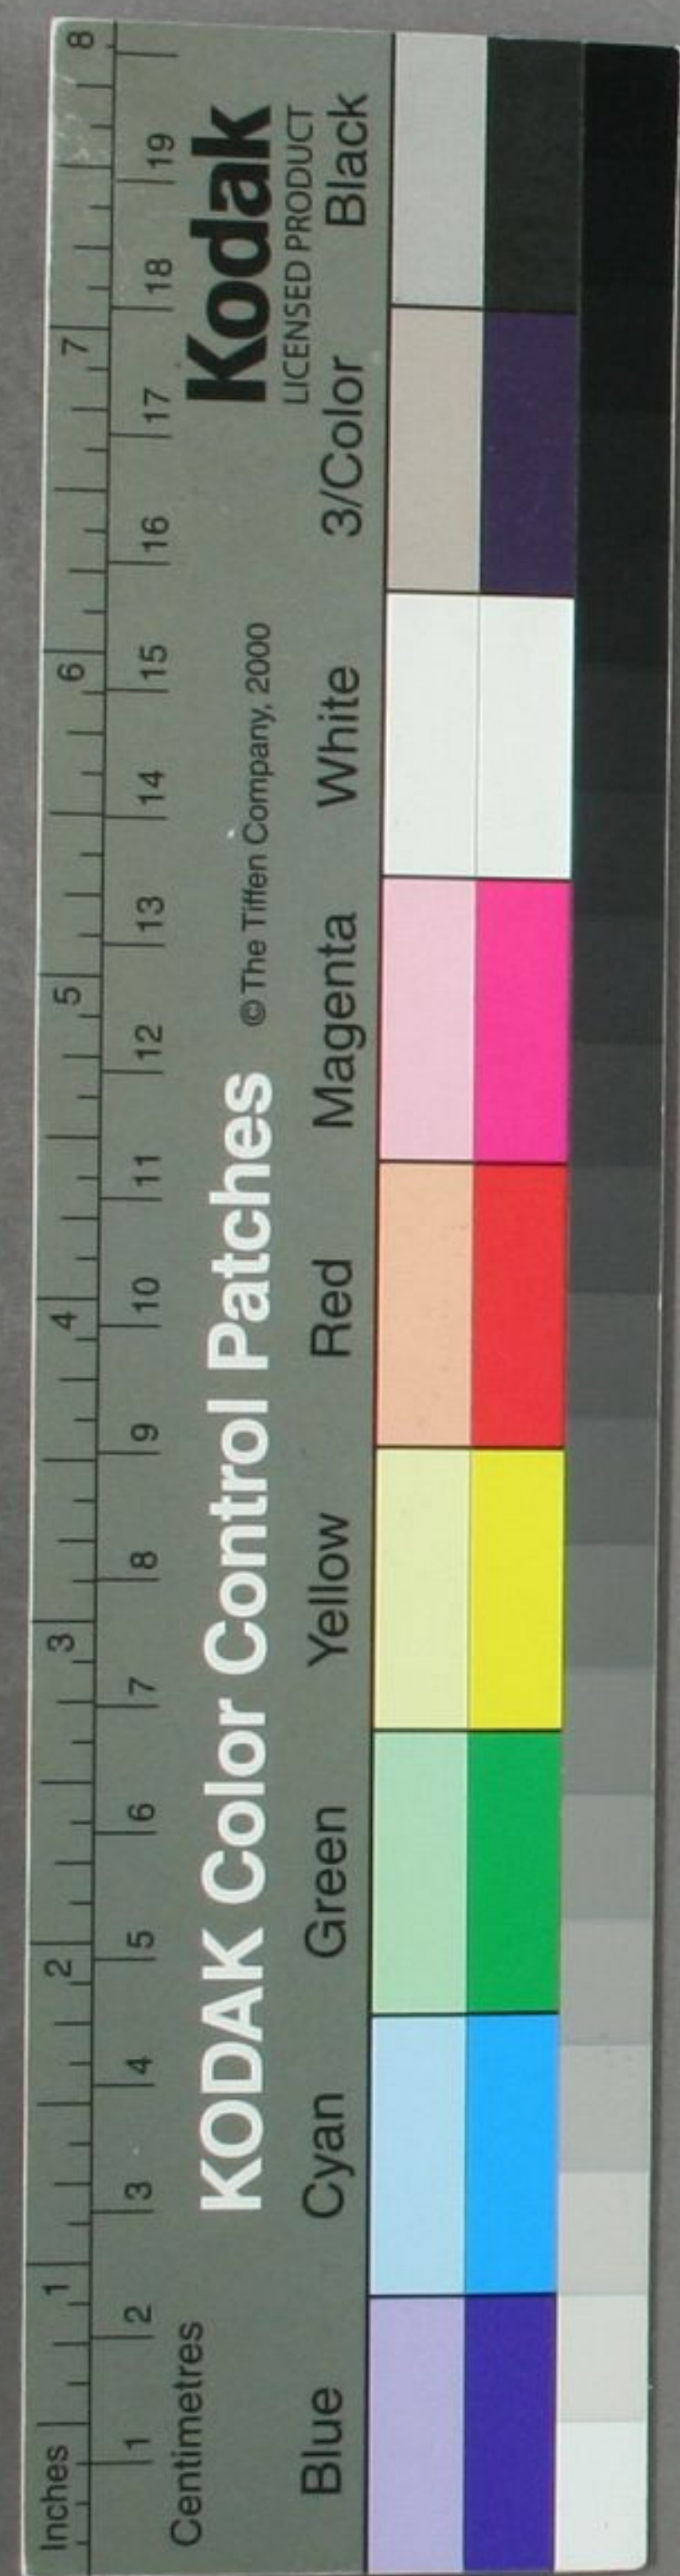 Inches 1 2 3 4 5 6 7 8
1 2 3 4 5 6 7 8 9 10 11 12 13 14 15 16 17 18 19
Centimetres
KODAK Color Control Patches © The Tiffen Company, 2000 Kodak
LICENSED PRODUCT
Blue Cyan Green Yellow Red Magenta White 3/Color Black